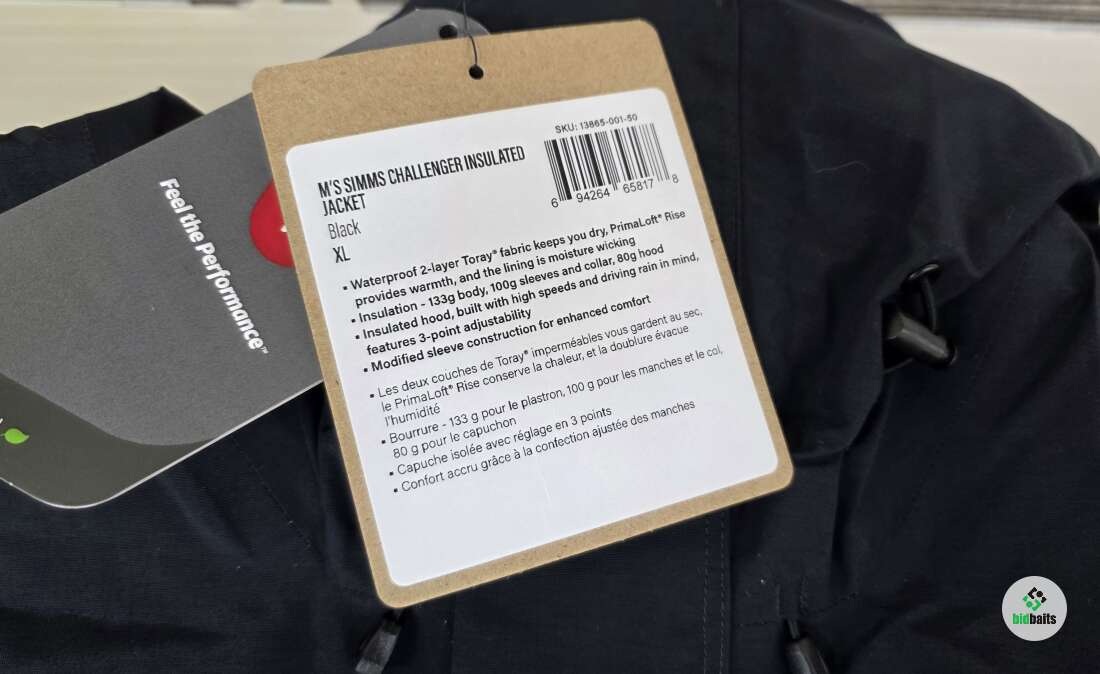 Feel the Performance™
SKU: 13865-001-50
M'S SIMMS CHALLENGER INSULATED
JACKET
Black
XL
6 94264 65817 8
▪ Waterproof 2-layer Toray® fabric keeps you dry, PrimaLoft® Rise
provides warmth, and the lining is moisture wicking
▪ Insulation - 133g body, 100g sleeves and collar, 80g hood
▪ Insulated hood, built with high speeds and driving rain in mind,
features 3-point adjustability
▪ Modified sleeve construction for enhanced comfort
▪ Les deux couches de Toray® imperméables vous gardent au sec,
le PrimaLoft® Rise conserve la chaleur, et la doublure évacue
l'humidité
▪ Bourrure - 133 g pour le plastron, 100 g pour les manches et le col,
80 g pour le capuchon
▪ Capuche isolée avec réglage en 3 points
▪ Confort accru grâce à la confection ajustée des manches
bidbaits